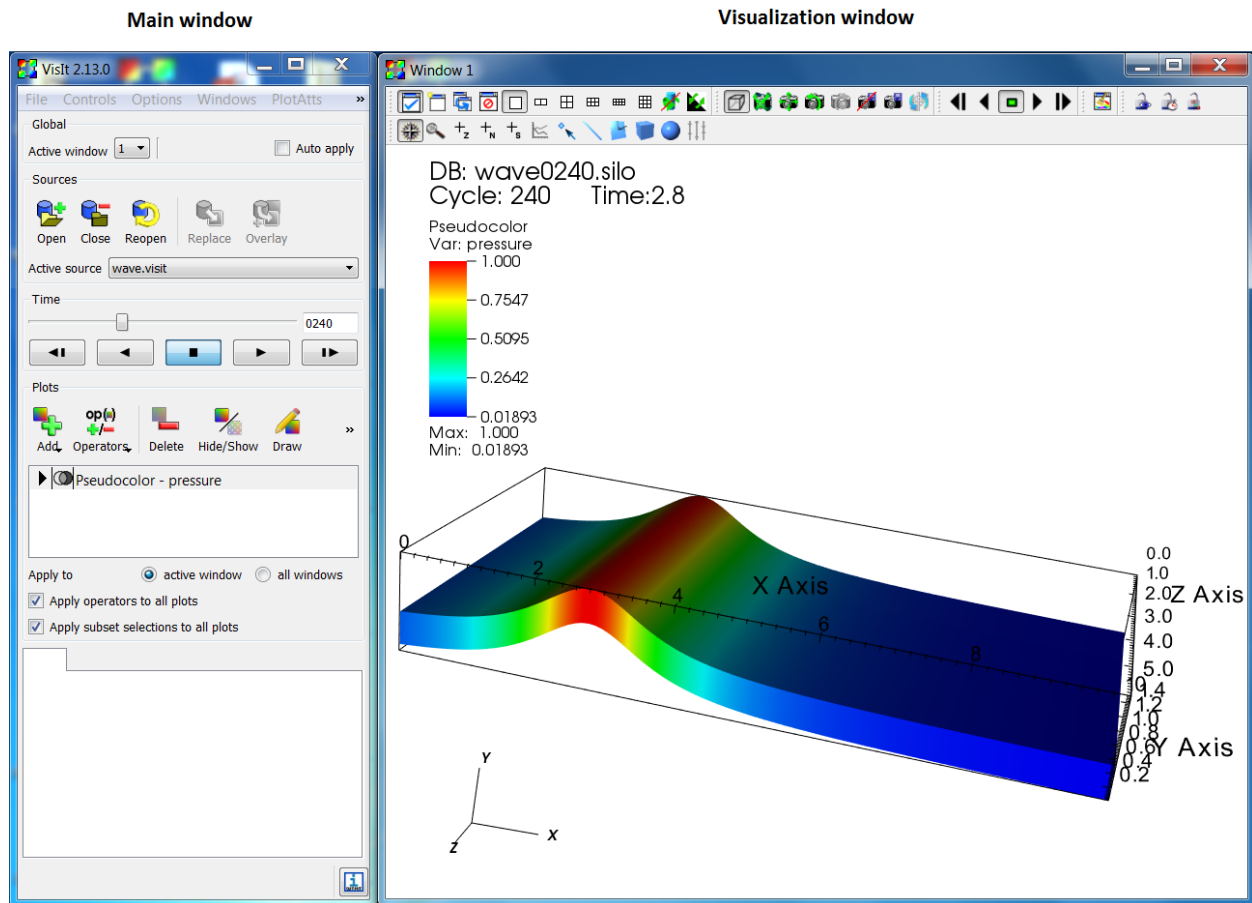 Main window
Visualization window
VisIt 2.13.0
File Controls Options Windows PlotAtts »
Global
Active window 1
Auto apply
Sources
Open Close Reopen Replace Overlay
Active source wave.visit
Time
0240
Plots
op(•)
+/-
Add Operators Delete Hide/Show Draw »
Pseudocolor - pressure
Apply to active window all windows
Apply operators to all plots
Apply subset selections to all plots
Window 1
+z +N +s
DB: wave0240.silo
Cycle: 240 Time:2.8
Pseudocolor
Var: pressure
1.000
0.7547
0.5095
0.2642
0.01893
Max: 1.000
Min: 0.01893
0
2
4
6
8
10
X Axis
0.0
1.0
2.0
3.0
4.0
5.0
Z Axis
1.4
1.2
1.0
0.8
0.6
0.4
0.2
Y Axis
Y
X
Z